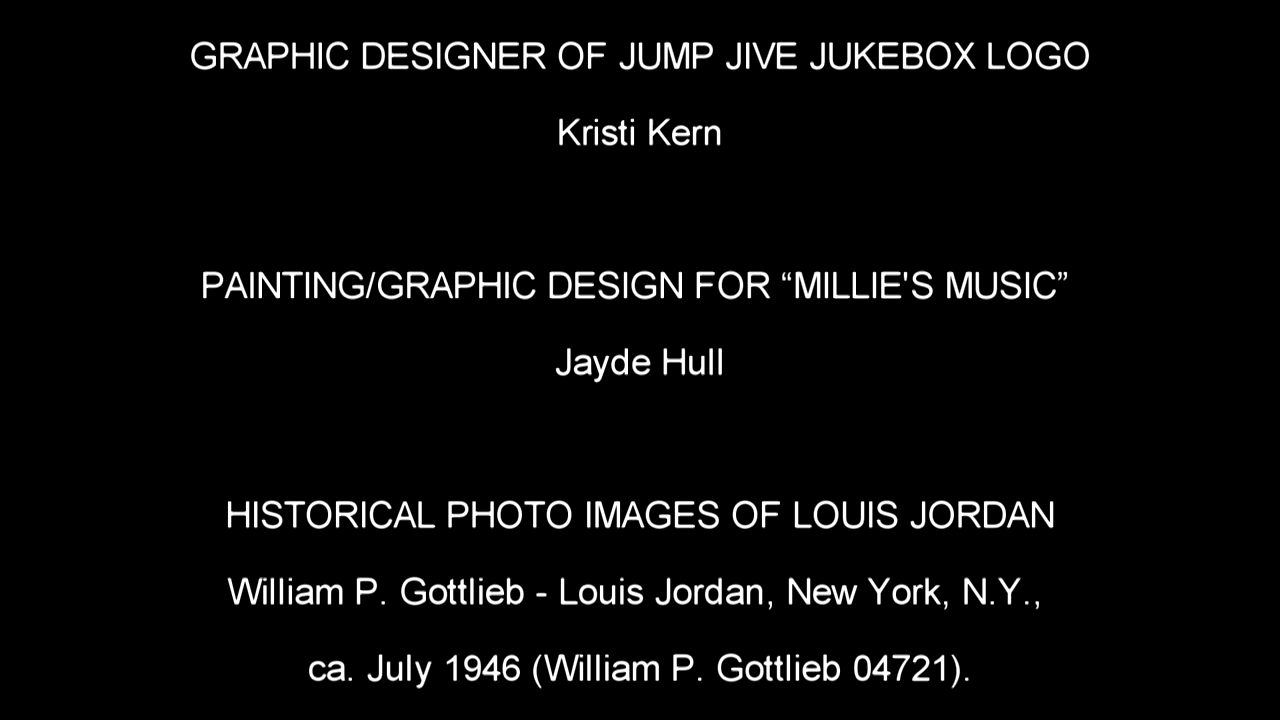 GRAPHIC DESIGNER OF JUMP JIVE JUKEBOX LOGO
Kristi Kern
PAINTING/GRAPHIC DESIGN FOR “MILLIE'S MUSIC”
Jayde Hull
HISTORICAL PHOTO IMAGES OF LOUIS JORDAN
William P. Gottlieb - Louis Jordan, New York, N.Y.,
ca. July 1946 (William P. Gottlieb 04721).